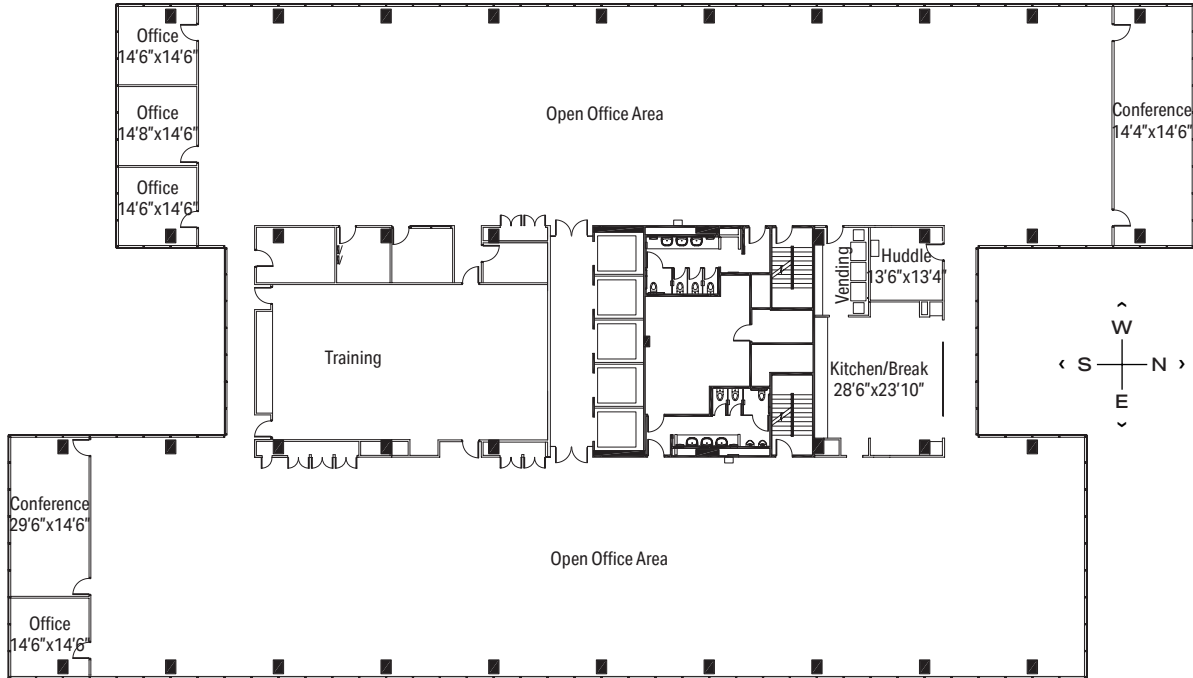 Office
14'6"x14'6"
Office
14'8"x14'6"
Office
14'6"x14'6"
Open Office Area
Conference
14'4"x14'6"
Vending
Huddle
13'6"x13'4"
Training
Kitchen/Break
28'6"x23'10"
W
S
N
E
Conference
29'6"x14'6"
Open Office Area
Office
14'6"x14'6"